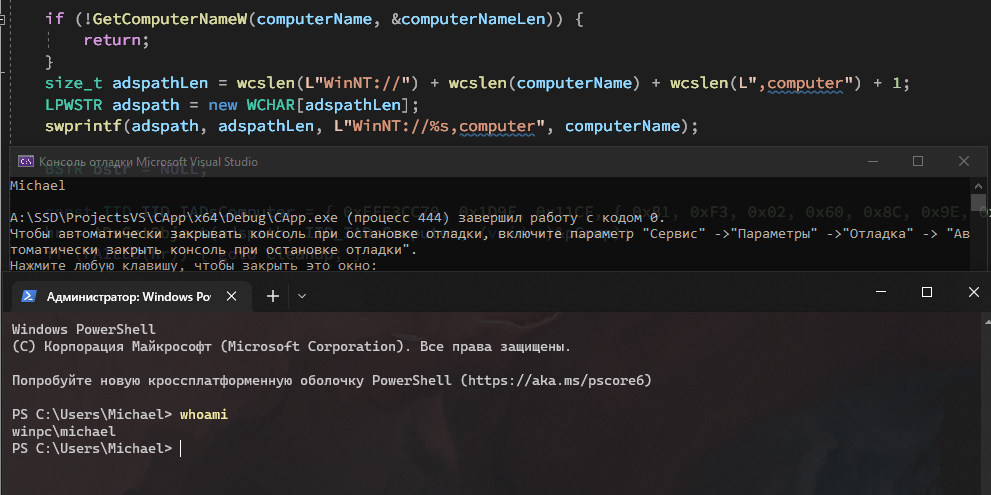 if (!GetComputerNameW(computerName, &computerNameLen)) {
return;
}
size_t adspathLen = wcslen(L"WinNT://") + wcslen(computerName) + wcslen(L",computer") + 1;
LPWSTR adspath = new WCHAR[adspathLen];
swprintf(adspath, adspathLen, L"WinNT://%s,computer", computerName);
Консоль отладки Microsoft Visual Studio
BSTR bstr = NULL;
Michael
A:\SSD\ProjectsVS\CApp\x64\Debug\CApp.exe (процесс 444) завершил работу с кодом 0.
Чтобы автоматически закрывать консоль при остановке отладки, включите параметр "Сервис" ->"Параметры" ->"Отладка" -> "Ав
томатически закрыть консоль при остановке отладки".
Нажмите любую клавишу, чтобы закрыть это окно:
Администратор: Windows Po
Windows PowerShell
(C) Корпорация Майкрософт (Microsoft Corporation). Все права защищены.
Попробуйте новую кроссплатформенную оболочку PowerShell (https://aka.ms/pscore6)
PS C:\Users\Michael> whoami
winpc\michael
PS C:\Users\Michael>